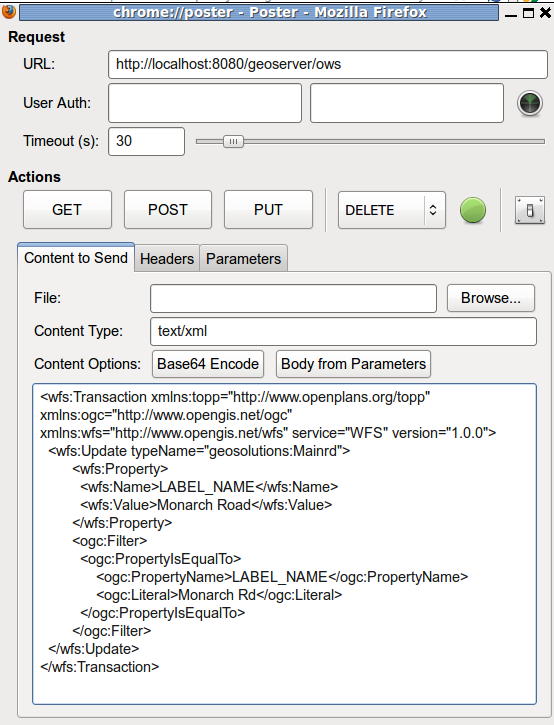 chrome://poster - Poster - Mozilla Firefox
Request
URL: http://localhost:8080/geoserver/ows
User Auth:
Timeout (s): 30
Actions
GET POST PUT DELETE
Content to Send Headers Parameters
File: Browse...
Content Type: text/xml
Content Options: Base64 Encode Body from Parameters
<wfs:Transaction xmlns:topp="http://www.openplans.org/topp"
xmlns:ogc="http://www.opengis.net/ogc"
xmlns:wfs="http://www.opengis.net/wfs" service="WFS" version="1.0.0">
<wfs:Update typeName="geosolutions:Mainrd">
<wfs:Property>
<wfs:Name>LABEL_NAME</wfs:Name>
<wfs:Value>Monarch Road</wfs:Value>
</wfs:Property>
<ogc:Filter>
<ogc:PropertyIsEqualTo>
<ogc:PropertyName>LABEL_NAME</ogc:PropertyName>
<ogc:Literal>Monarch Rd</ogc:Literal>
</ogc:PropertyIsEqualTo>
</ogc:Filter>
</wfs:Update>
</wfs:Transaction>